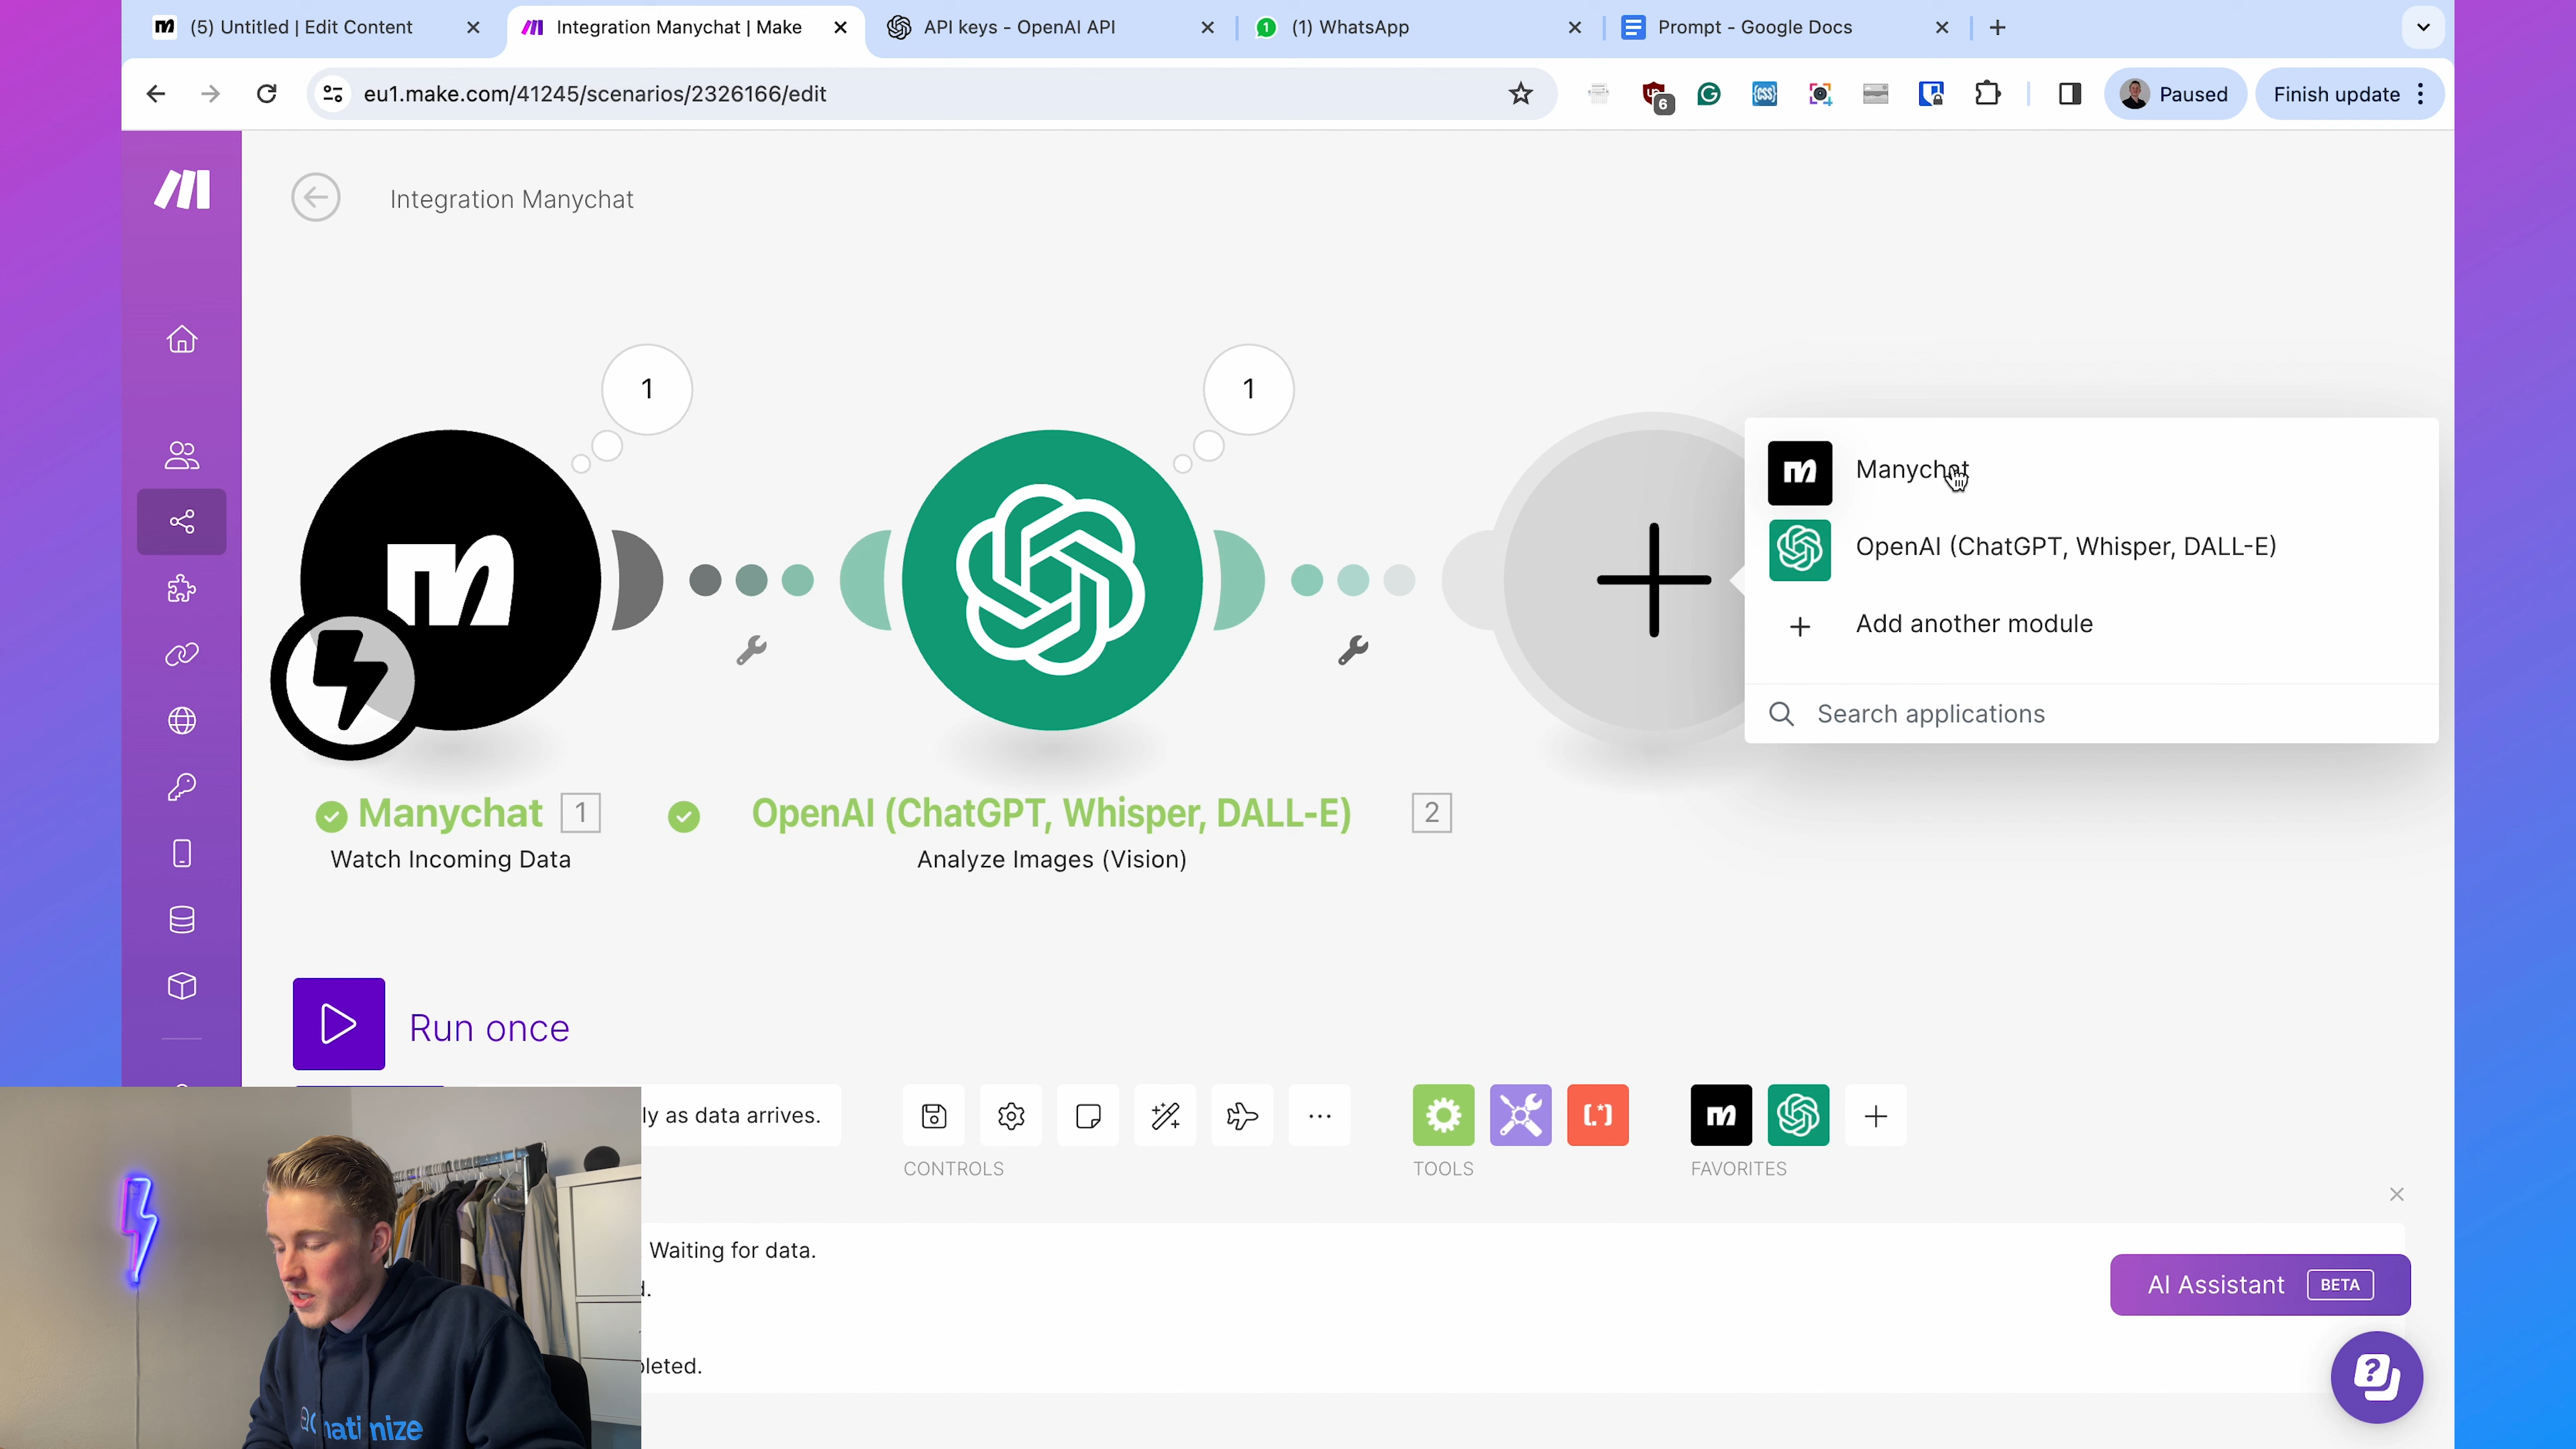 (5) Untitled | Edit Content
Integration Manychat | Make
API keys - OpenAI API
(1) WhatsApp
Prompt - Google Docs
eu1.make.com/41245/scenarios/2326166/edit
6
Paused
Finish update
Integration Manychat
1
1
Manychat
OpenAI (ChatGPT, Whisper, DALL-E)
Add another module
Search applications
Manychat 1
OpenAI (ChatGPT, Whisper, DALL-E) 2
Watch Incoming Data
Analyze Images (Vision)
Run once
ly as data arrives.
CONTROLS
TOOLS
FAVORITES
Waiting for data.
AI Assistant BETA
pleted.